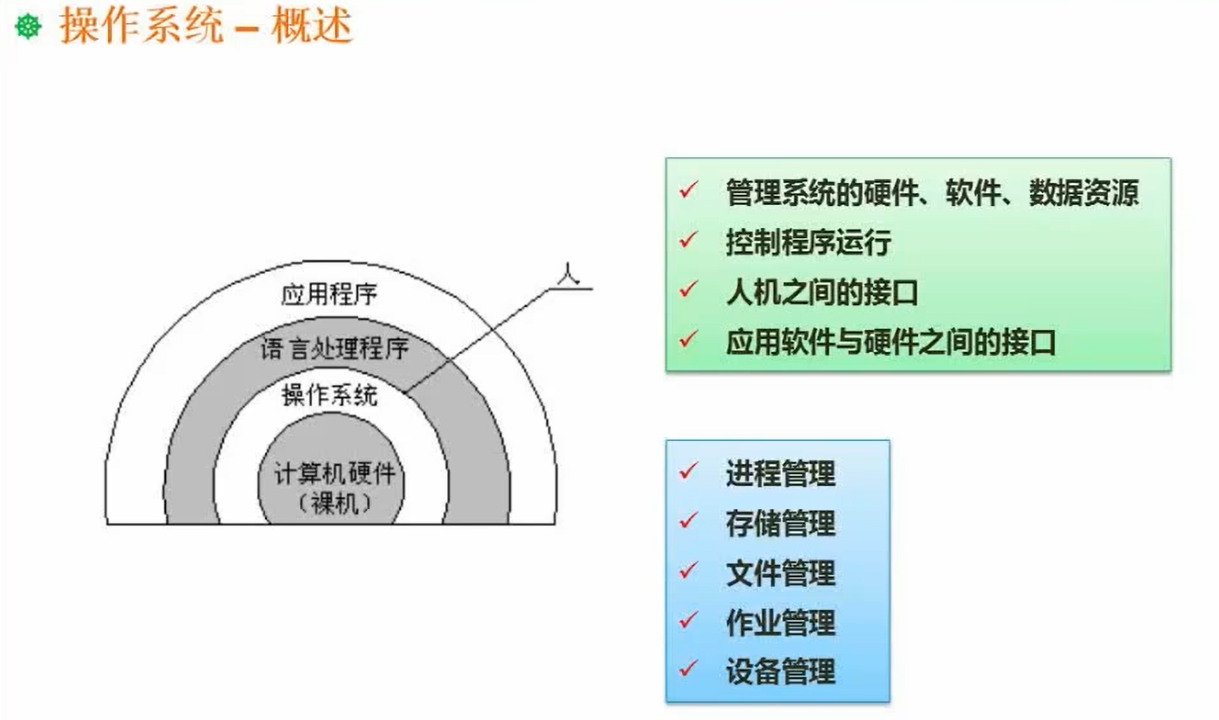 操作系统 – 概述
应用程序
语言处理程序
操作系统
计算机硬件
（裸机）
人
管理系统的硬件、软件、数据资源
控制程序运行
人机之间的接口
应用软件与硬件之间的接口
进程管理
存储管理
文件管理
作业管理
设备管理